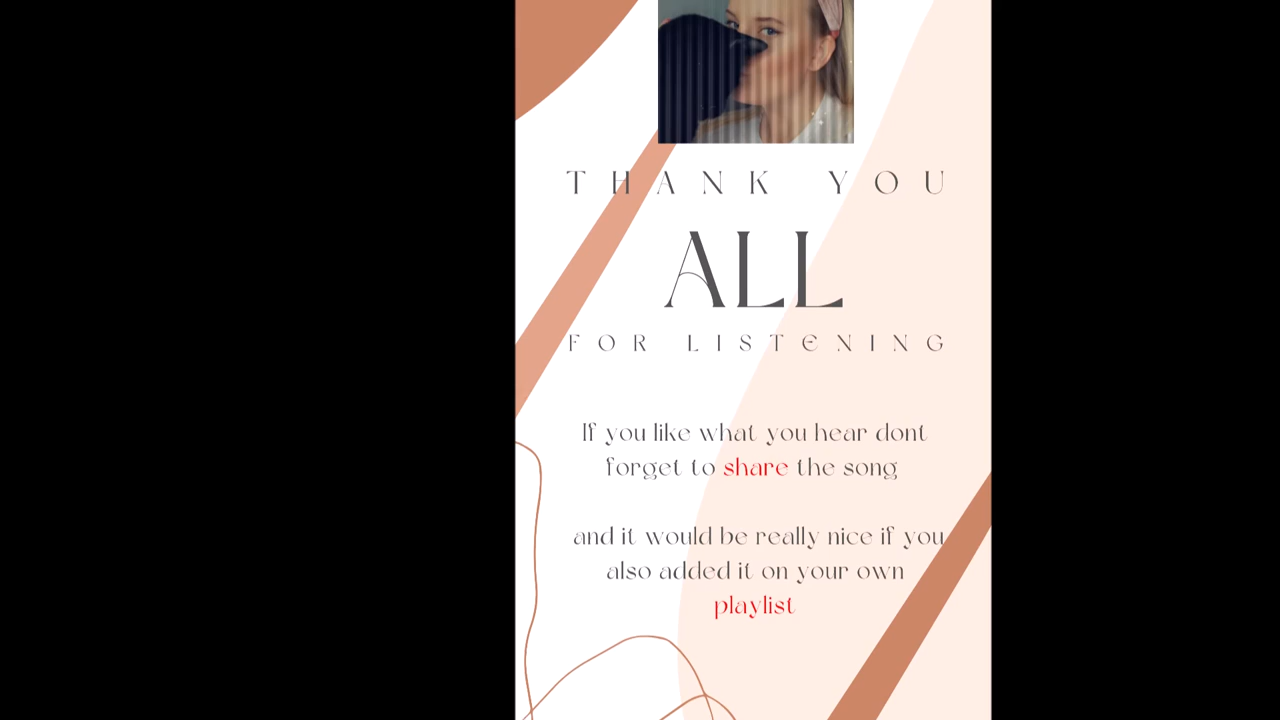 THANK YOU
ALL
FOR LISTENING
If you like what you hear dont
forget to share the song
and it would be really nice if you
also added it on your own
playlist